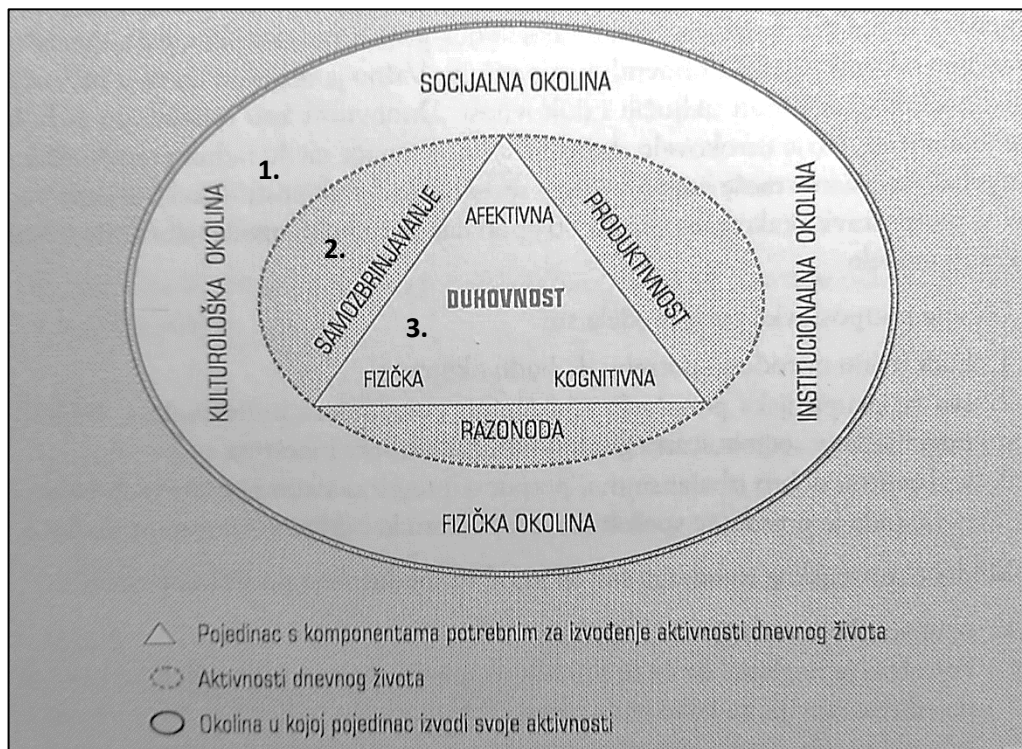 SOCIJALNA OKOLINA
1.
KULTUROLOŠKA OKOLINA
2.
SAMOZBRINJAVANJE
AFEKTIVNA
PRODUKTIVNOST
INSTITUCIONALNA OKOLINA
DUHOVNOST
3.
FIZIČKA
KOGNITIVNA
RAZONODA
FIZIČKA OKOLINA
Pojedinac s komponentama potrebnim za izvođenje aktivnosti dnevnog života
Aktivnosti dnevnog života
Okolina u kojoj pojedinac izvodi svoje aktivnosti